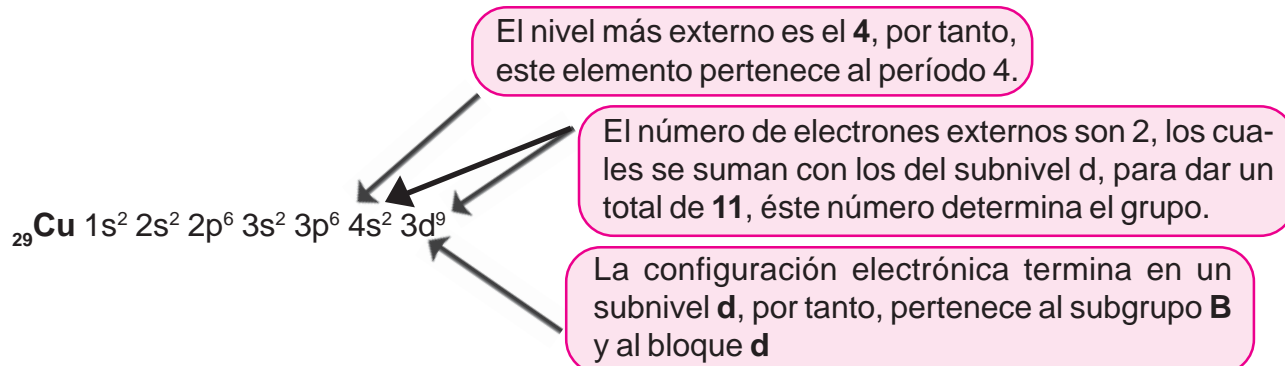 El nivel más externo es el 4, por tanto,
este elemento pertenece al período 4.
El número de electrones externos son 2, los cua-
les se suman con los del subnivel d, para dar un
total de 11, éste número determina el grupo.
₂₉Cu 1s² 2s² 2p⁶ 3s² 3p⁶ 4s² 3d⁹
La configuración electrónica termina en un
subnivel d, por tanto, pertenece al subgrupo B
y al bloque d